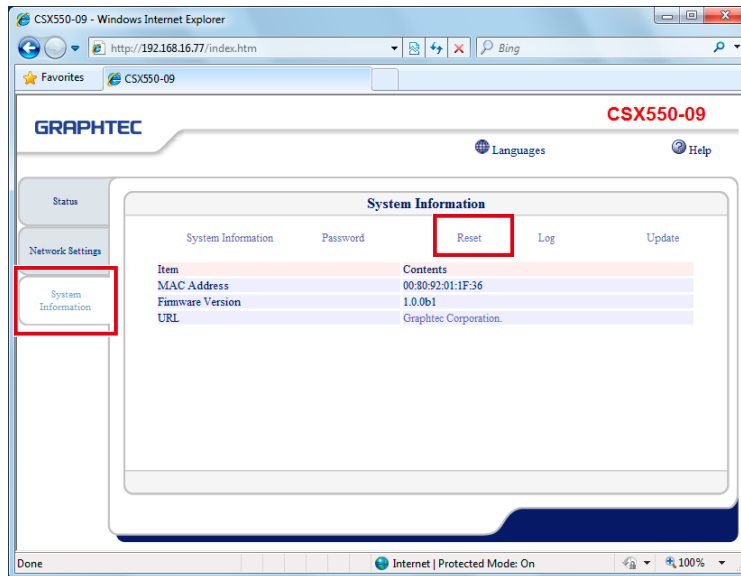 CSX550-09 - Windows Internet Explorer
http://192.168.16.77/index.htm
Bing
Favorites
CSX550-09
GRAPHTEC
CSX550-09
Languages
Help
Status
Network Settings
System
Information
System Information
System Information Password Reset Log Update
Item Contents
MAC Address 00:80:92:01:1F:36
Firmware Version 1.0.0b1
URL Graphtec Corporation.
Done
Internet | Protected Mode: On
100%